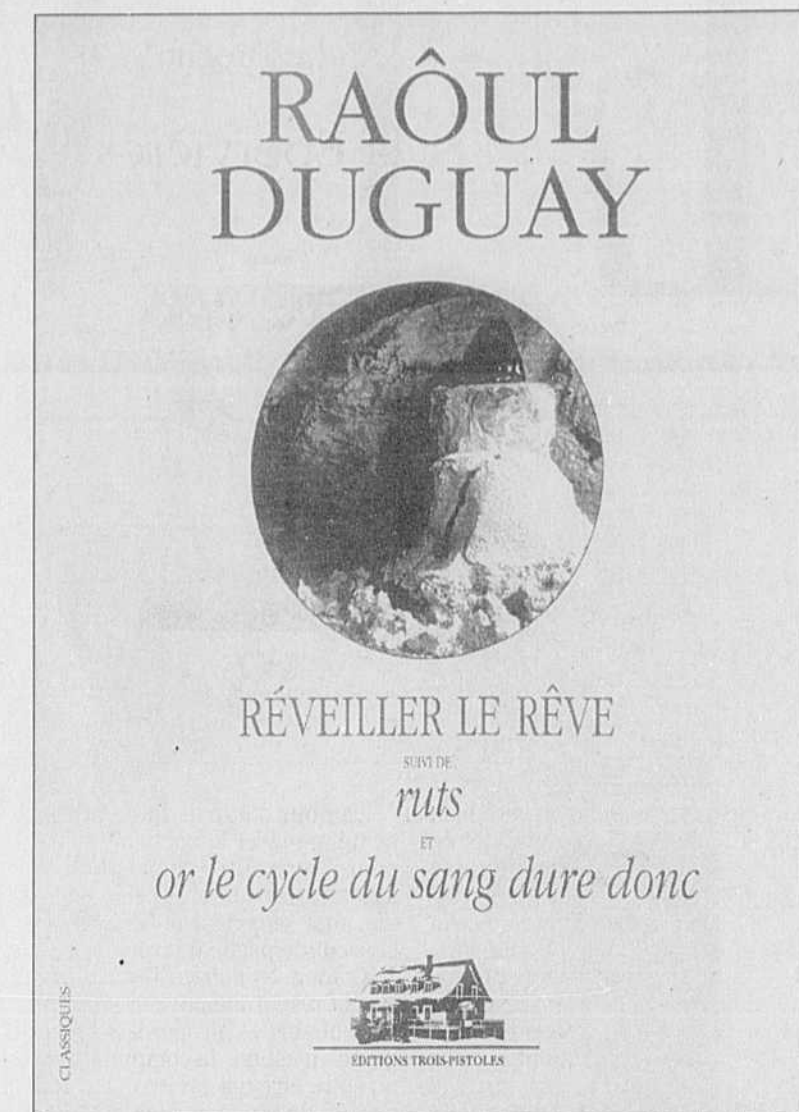 RAÔUL
DUGUAY
RÉVEILLER LE RÊVE
SUIVI DE
ruts
ET
or le cycle du sang dure donc
CLASSIQUES
ÉDITIONS TROIS-PISTOLES